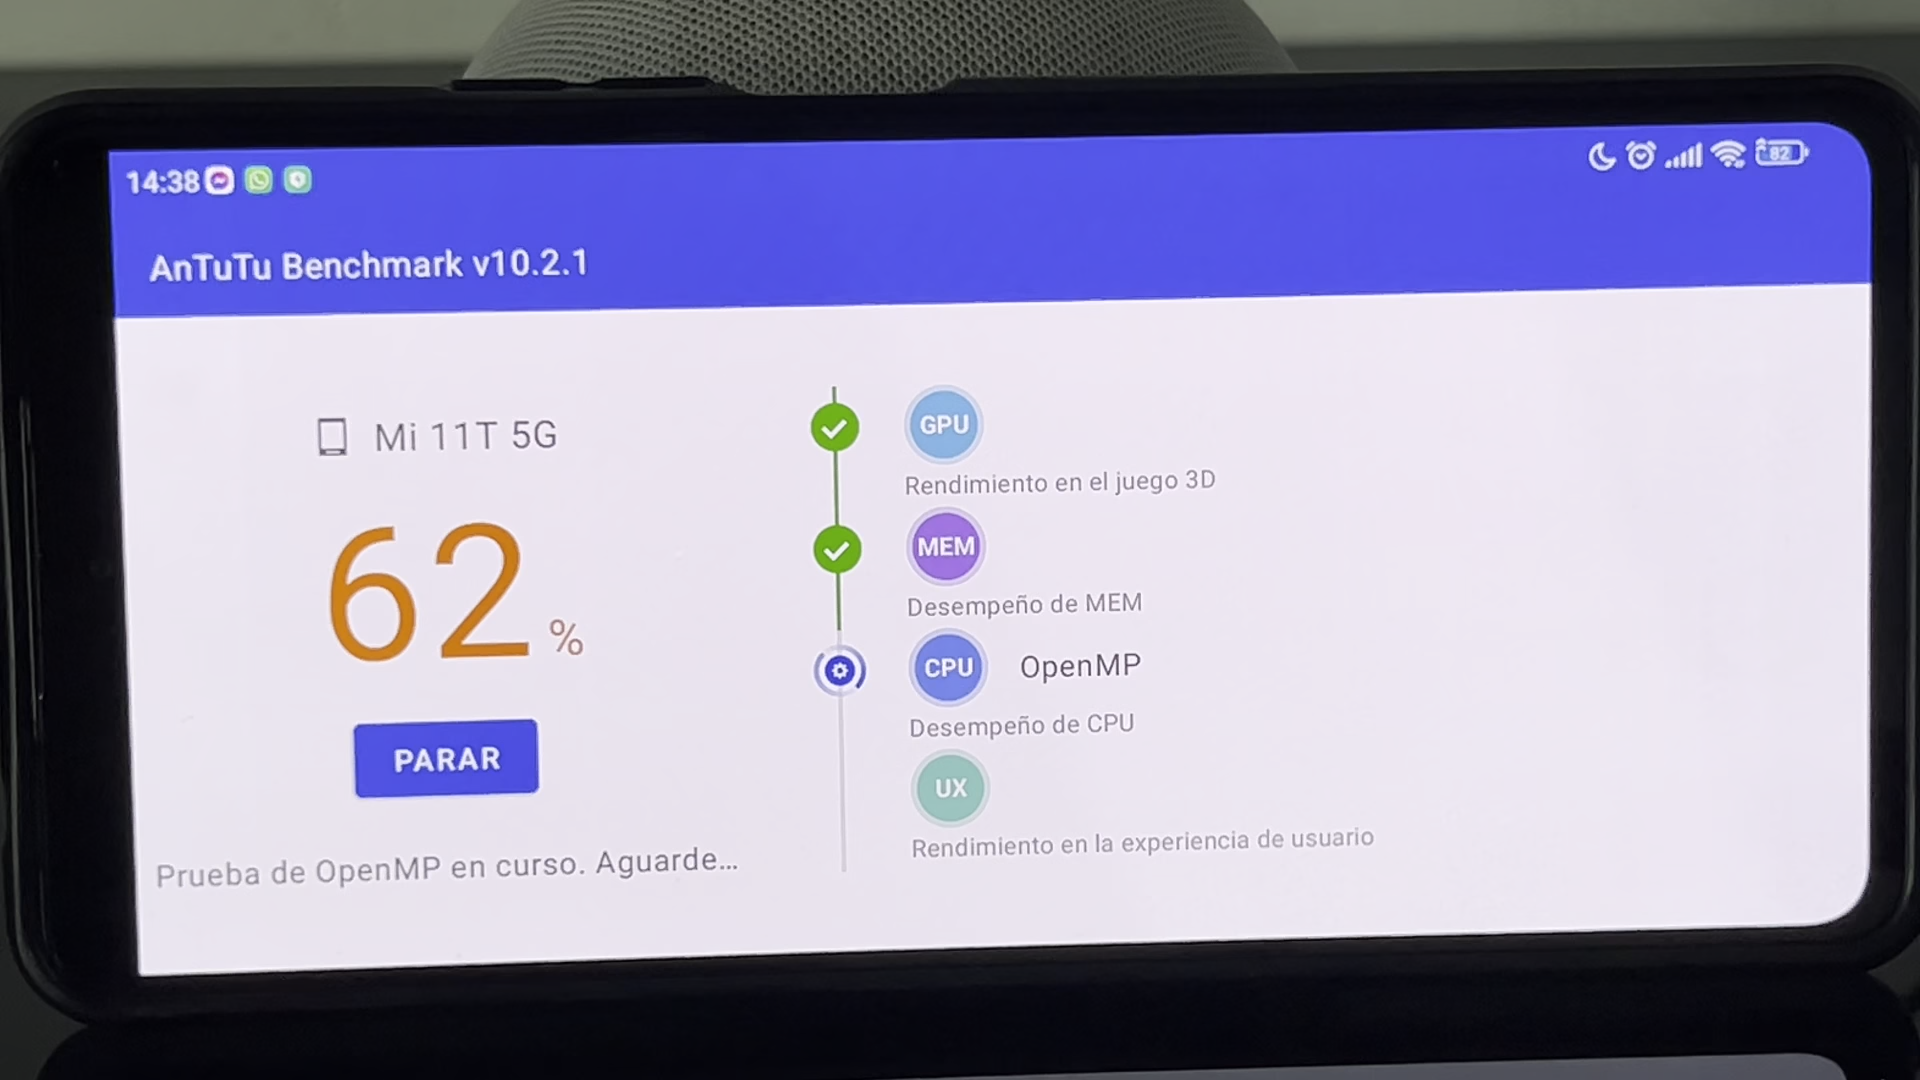 14:38
82
AnTuTu Benchmark v10.2.1
Mi 11T 5G
62 %
PARAR
Prueba de OpenMP en curso. Aguarde...
GPU
Rendimiento en el juego 3D
MEM
Desempeño de MEM
CPU OpenMP
Desempeño de CPU
UX
Rendimiento en la experiencia de usuario